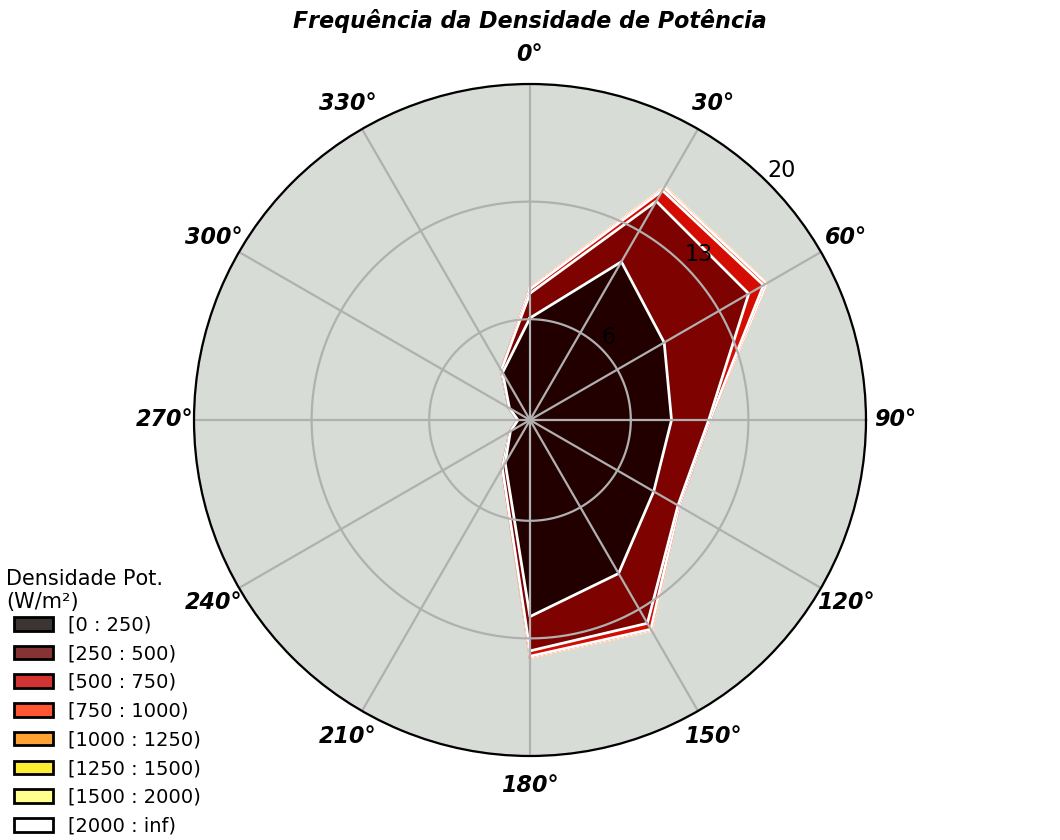 Frequência da Densidade de Potência
0°
330°
30°
20
300°
60°
13
6
270°
90°
240°
120°
210°
150°
180°
Densidade Pot.
(W/m²)
[0 : 250)
[250 : 500)
[500 : 750)
[750 : 1000)
[1000 : 1250)
[1250 : 1500)
[1500 : 2000)
[2000 : inf)